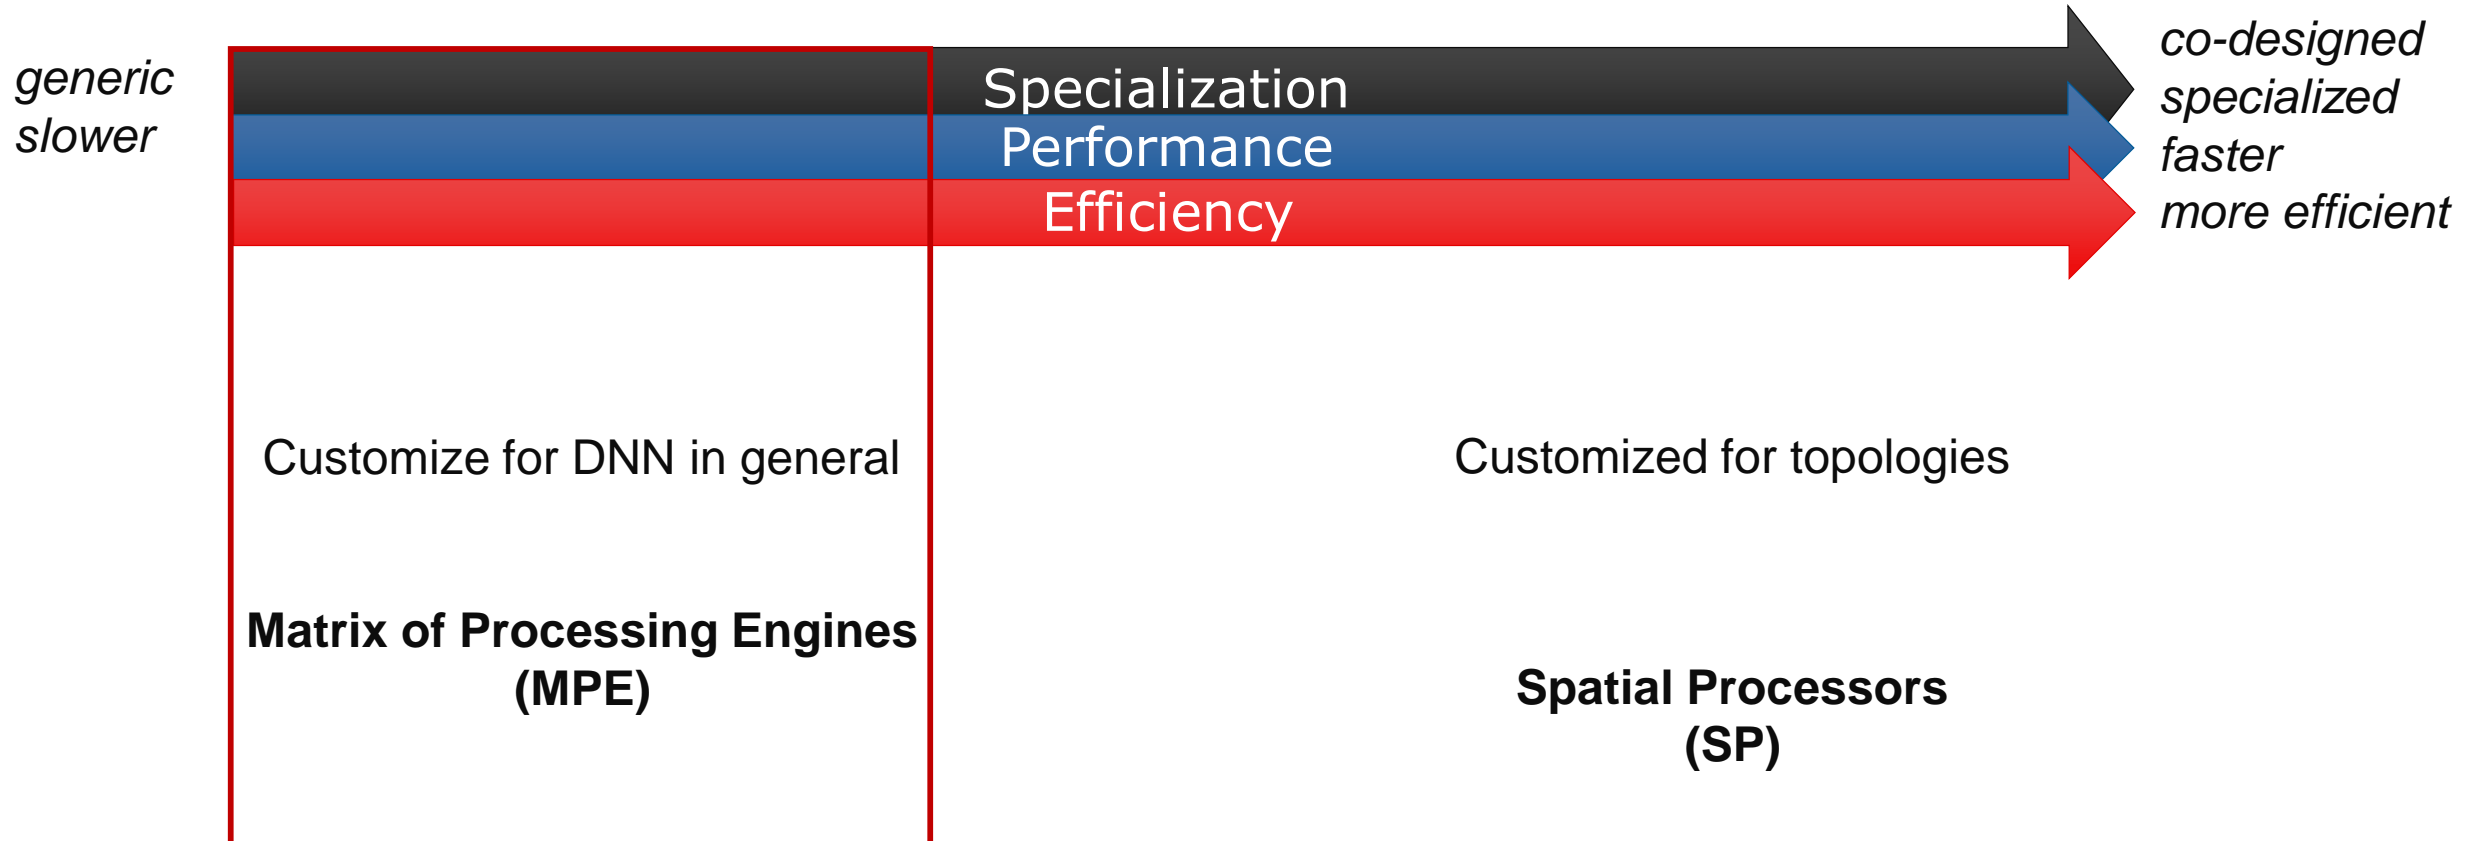 generic
slower
Specialization
Performance
Efficiency
co-designed
specialized
faster
more efficient
Customize for DNN in general
Customized for topologies
Matrix of Processing Engines
(MPE)
Spatial Processors
(SP)